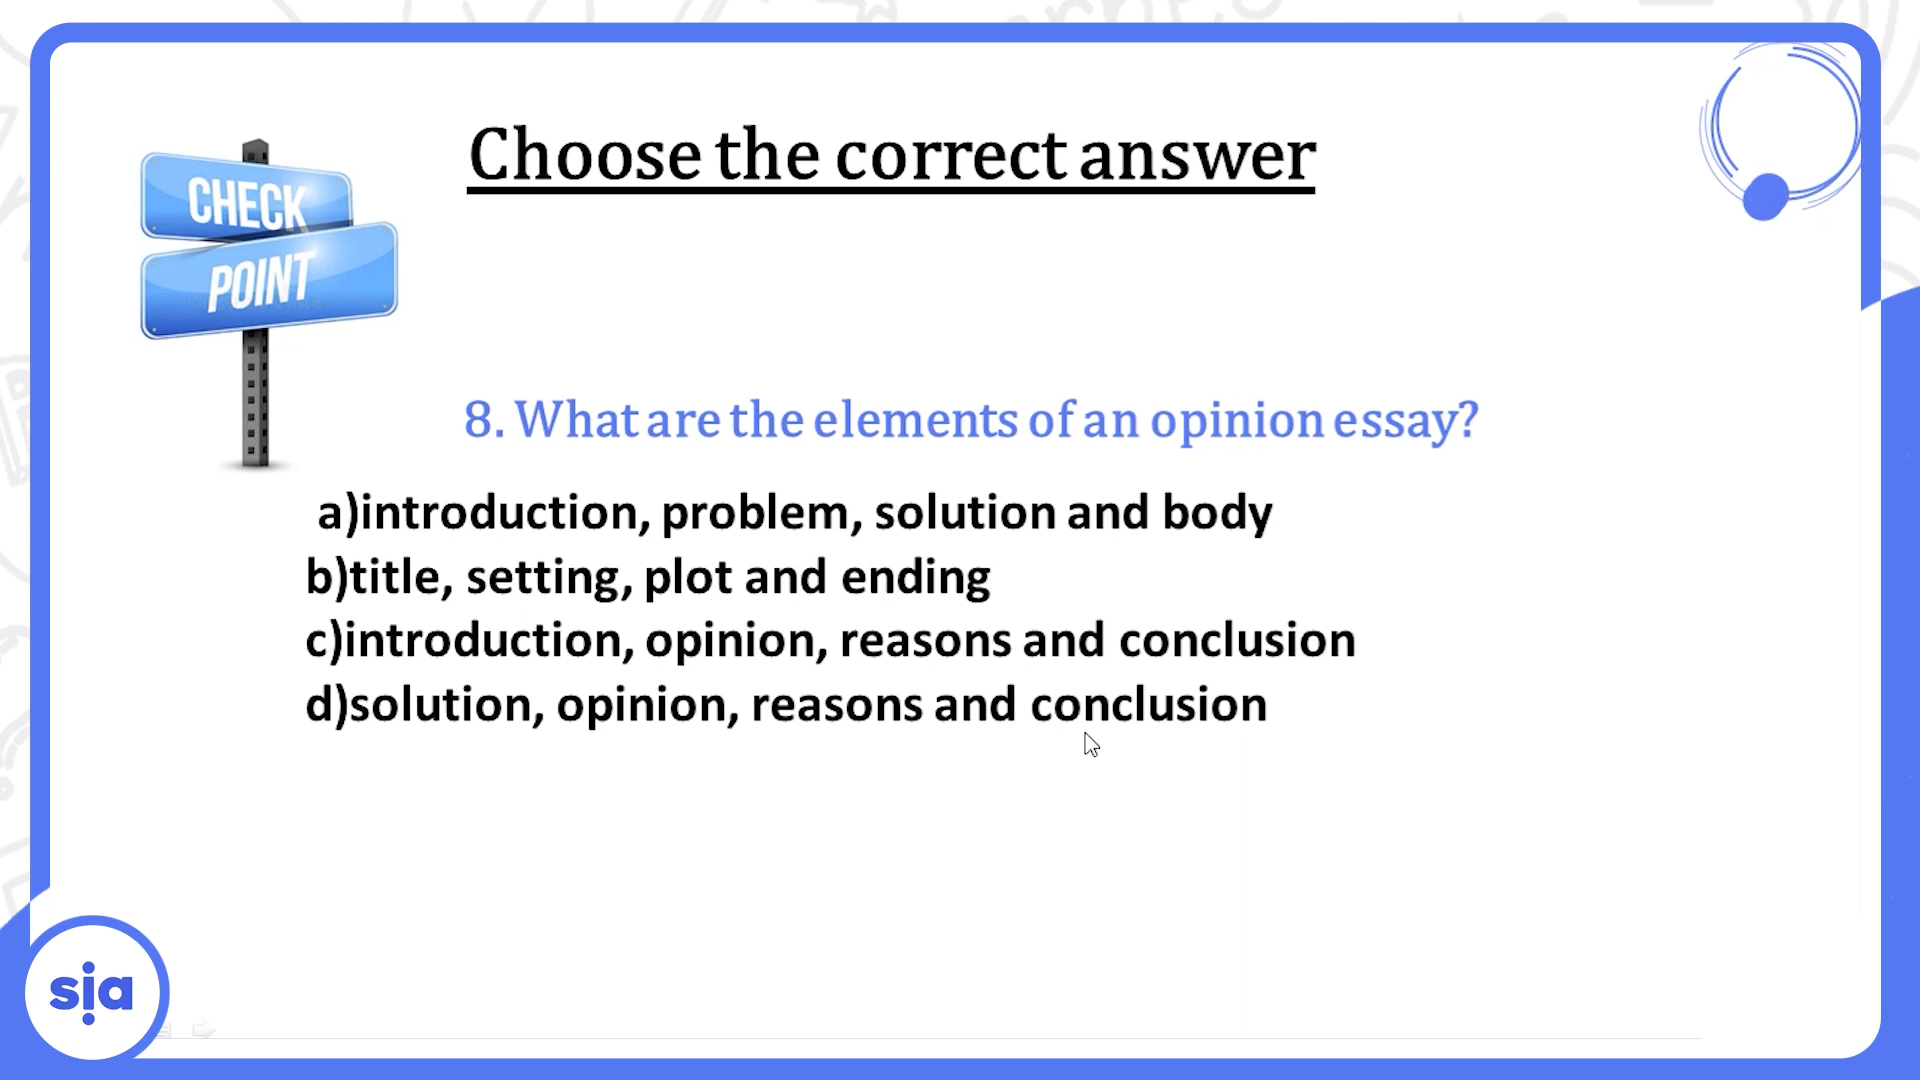 Choose the correct answer
CHECK
POINT
8. What are the elements of an opinion essay?
a)introduction, problem, solution and body
b)title, setting, plot and ending
c)introduction, opinion, reasons and conclusion
d)solution, opinion, reasons and conclusion
sia